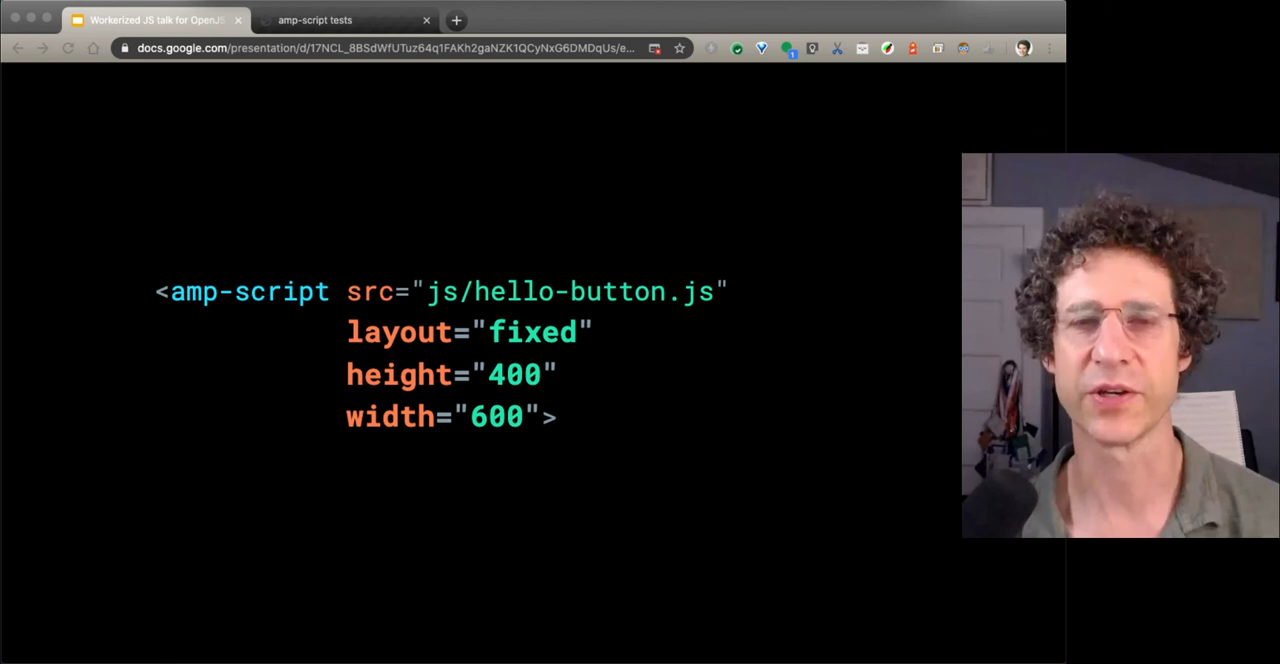 Workerized JS talk for OpenJS
amp-script tests
docs.google.com/presentation/d/17NCL_8BSdWfUTuz64q1FAKh2gaNZK1QCyNxG6DMDqUs/e...
1
<amp-script src="js/hello-button.js"
layout="fixed"
height="400"
width="600">